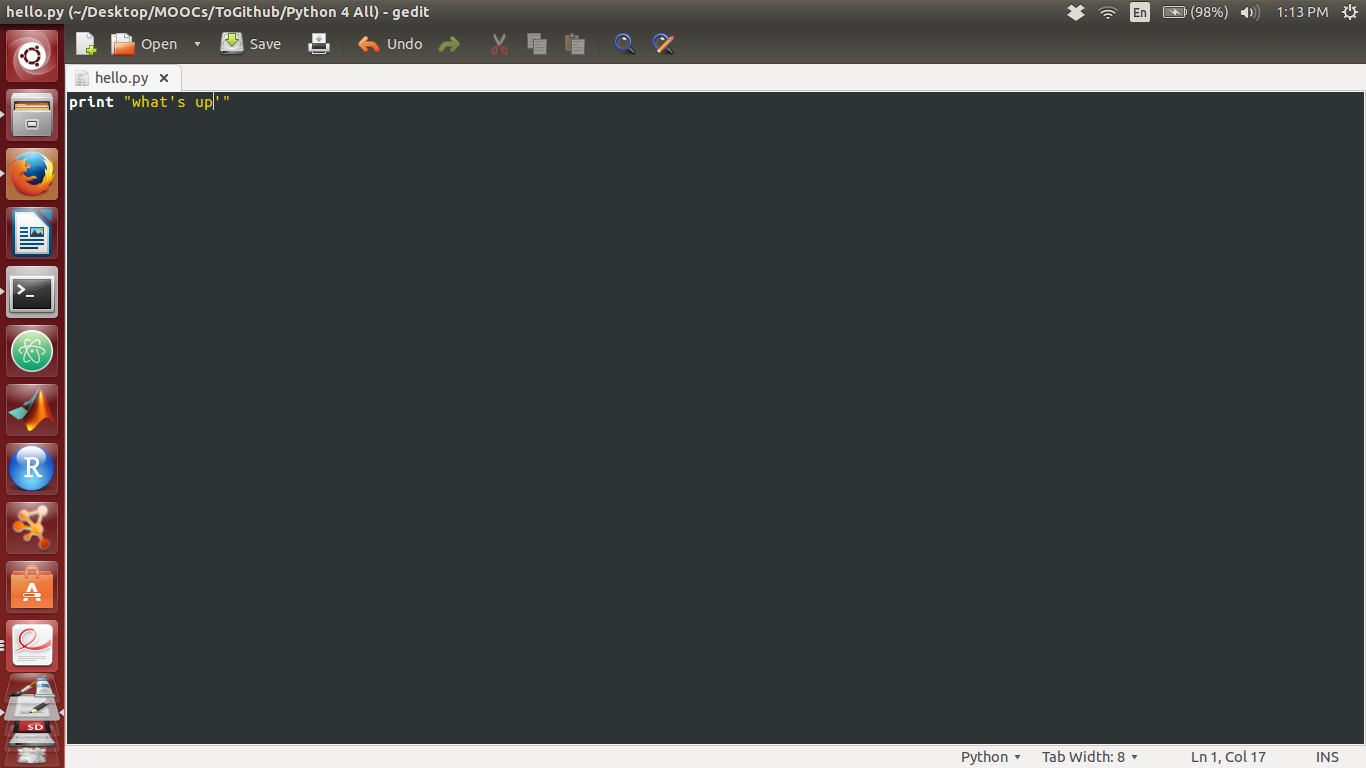 hello.py (~/Desktop/MOOCs/ToGithub/Python 4 All) - gedit
En (98%) 1:13 PM
Open Save Undo
hello.py
print "what's up'"
>_
R
A
SD
Python Tab Width: 8 Ln 1, Col 17 INS